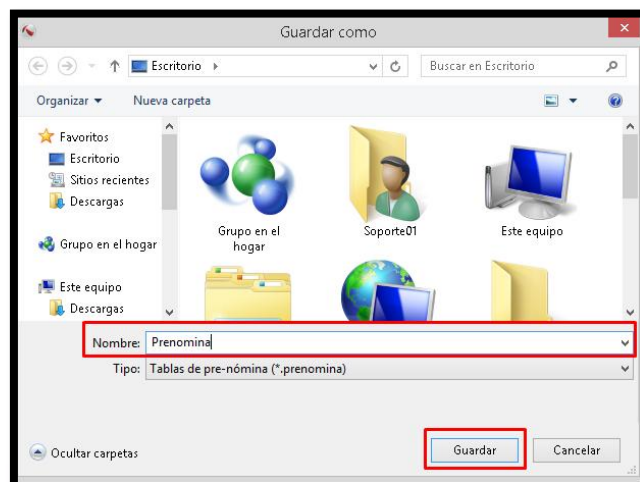 Guardar como
Escritorio
Buscar en Escritorio
Organizar
Nueva carpeta
Favoritos
Escritorio
Sitios recientes
Descargas
Grupo en el hogar
Este equipo
Descargas
Grupo en el
hogar
Soporte01
Este equipo
Nombre: Prenomina
Tipo: Tablas de pre-nómina (*.prenomina)
Ocultar carpetas
Guardar
Cancelar